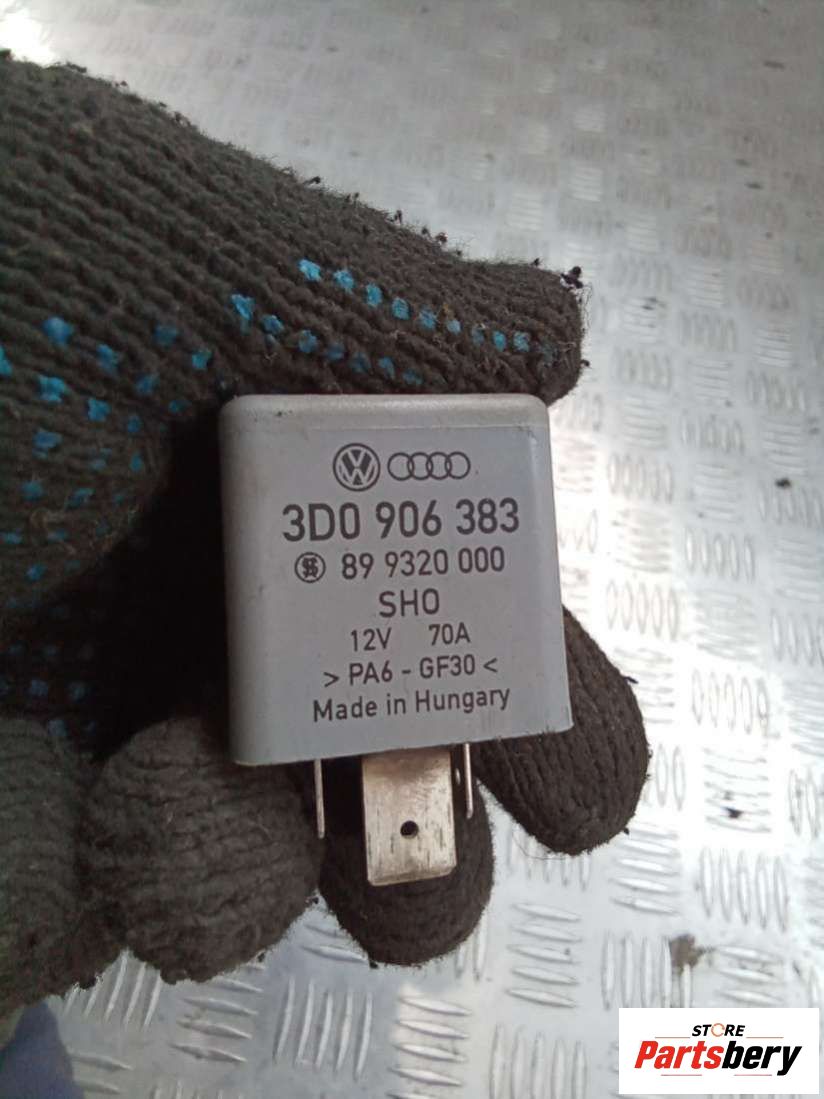 3D0 906 383
89 9320 000
SHO
12V 70A
> PA6 - GF30 <
Made in Hungary
STORE
Partsbery